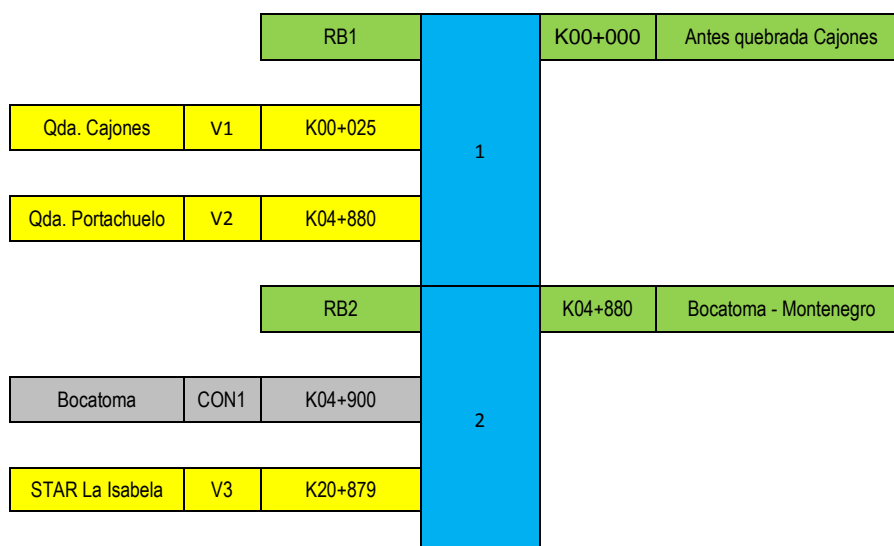 RB1 K00+000 Antes quebrada Cajones
Qda. Cajones V1 K00+025
1
Qda. Portachuelo V2 K04+880
RB2 K04+880 Bocatoma - Montenegro
Bocatoma CON1 K04+900
2
STAR La Isabela V3 K20+879